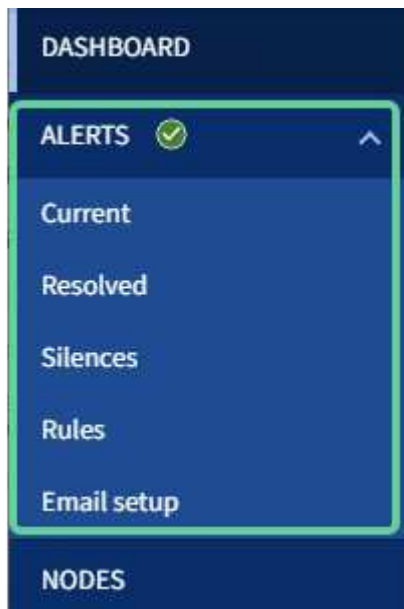 DASHBOARD
ALERTS
Current
Resolved
Silences
Rules
Email setup
NODES